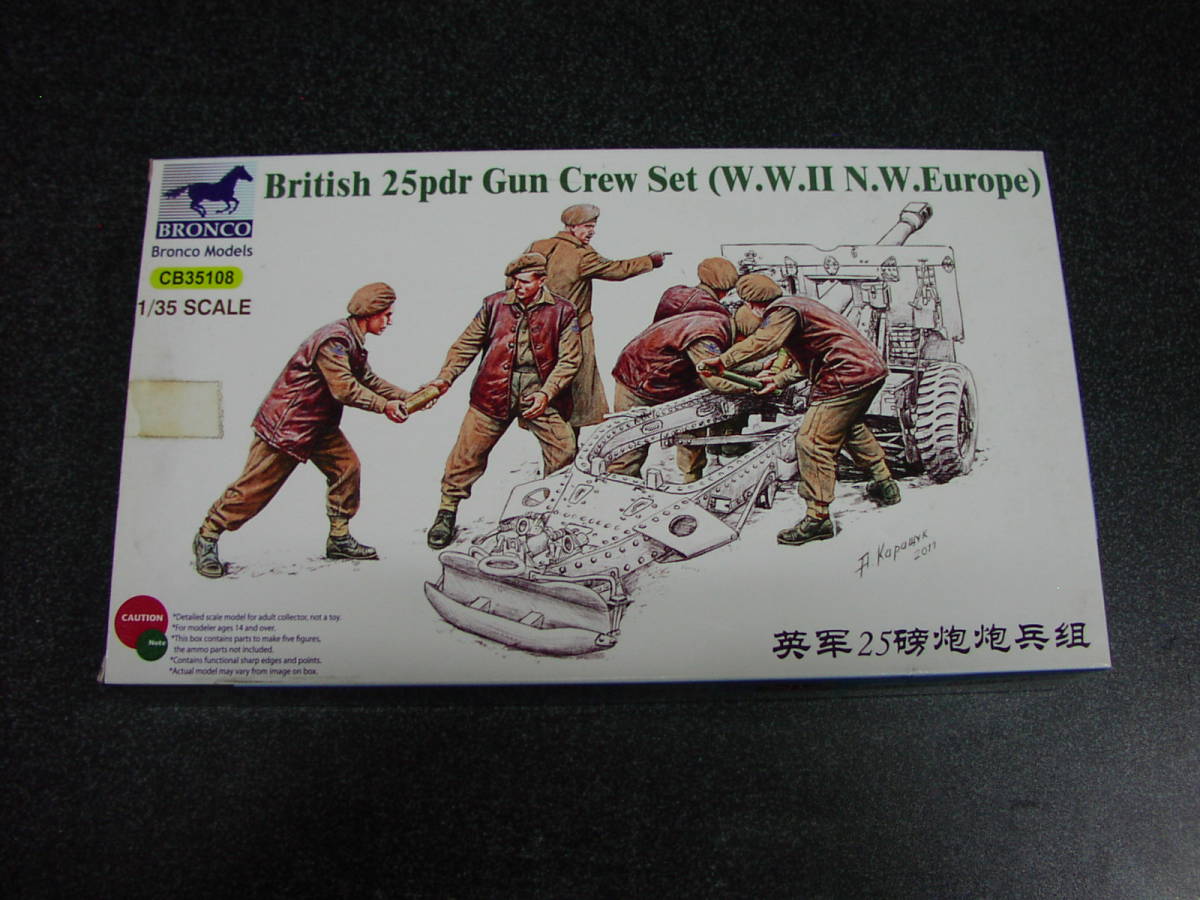 British 25pdr Gun Crew Set (W.W.II N.W.Europe)
BRONCO
Bronco Models
CB35108
1/35 SCALE
А Каращук
2011
CAUTION
Note
*Detailed scale model for adult collector, not a toy.
*For modeler ages 14 and over.
*This box contains parts to make five figures,
the ammo parts not included.
*Contains functional sharp edges and points.
*Actual model may vary from image on box.
英军25磅炮炮兵组